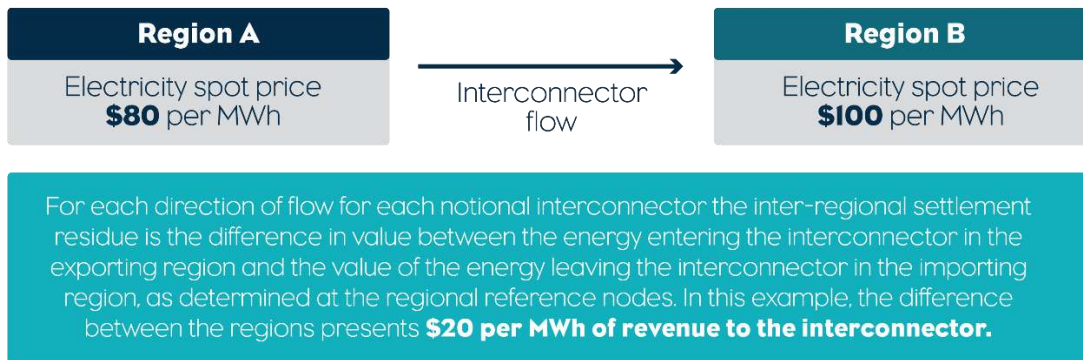 Region A
Electricity spot price
$80 per MWh
Interconnector
flow
Region B
Electricity spot price
$100 per MWh
For each direction of flow for each notional interconnector the inter-regional settlement
residue is the difference in value between the energy entering the interconnector in the
exporting region and the value of the energy leaving the interconnector in the importing
region, as determined at the regional reference nodes. In this example, the difference
between the regions presents $20 per MWh of revenue to the interconnector.